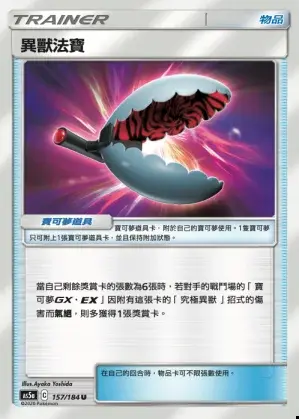 TRAINER 物品
異獸法寶
寶可夢道具
寶可夢道具卡，附於自己的寶可夢使用。1隻寶可夢
只可附上1張寶可夢道具，並且保持附加狀態。
當自己剩餘獎賞卡的張數為6張時，若對手的戰鬥場的「寶
可夢GX・EX」因附有這張卡的「究極異獸」招式的傷
害而氣絕，則多獲得1張獎賞卡。
Illus.Ayaka Yoshida
AS5a C 157/184 U
©2020 Pokémon
在自己的回合時，物品卡可不限張數使用。